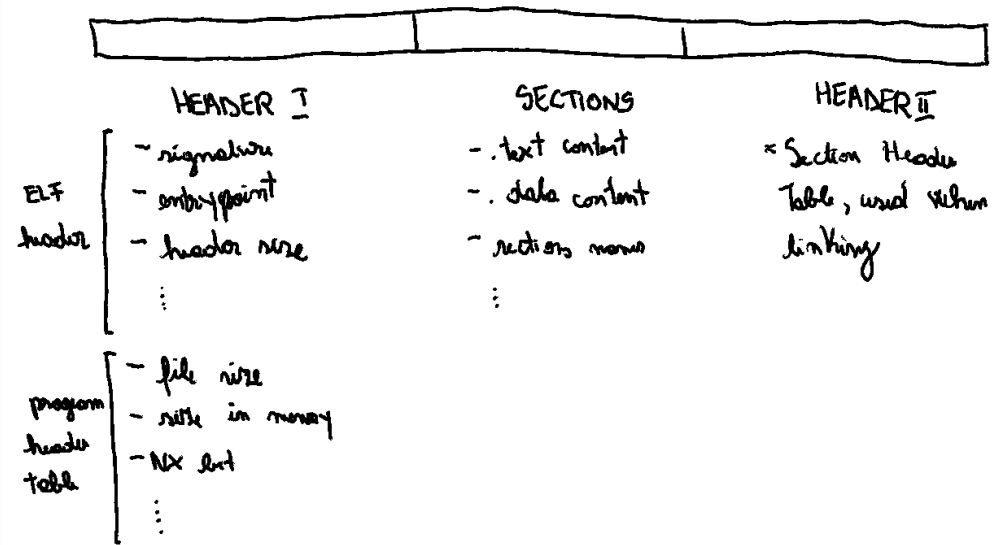 HEADER I
SECTIONS
HEADER II
ELF
header
- signature
- entrypoint
- header size
- .text content
- .data content
- sections names
* Section Header
Table, used when
linking
program
header
table
- file size
- size in memory
- NX bit